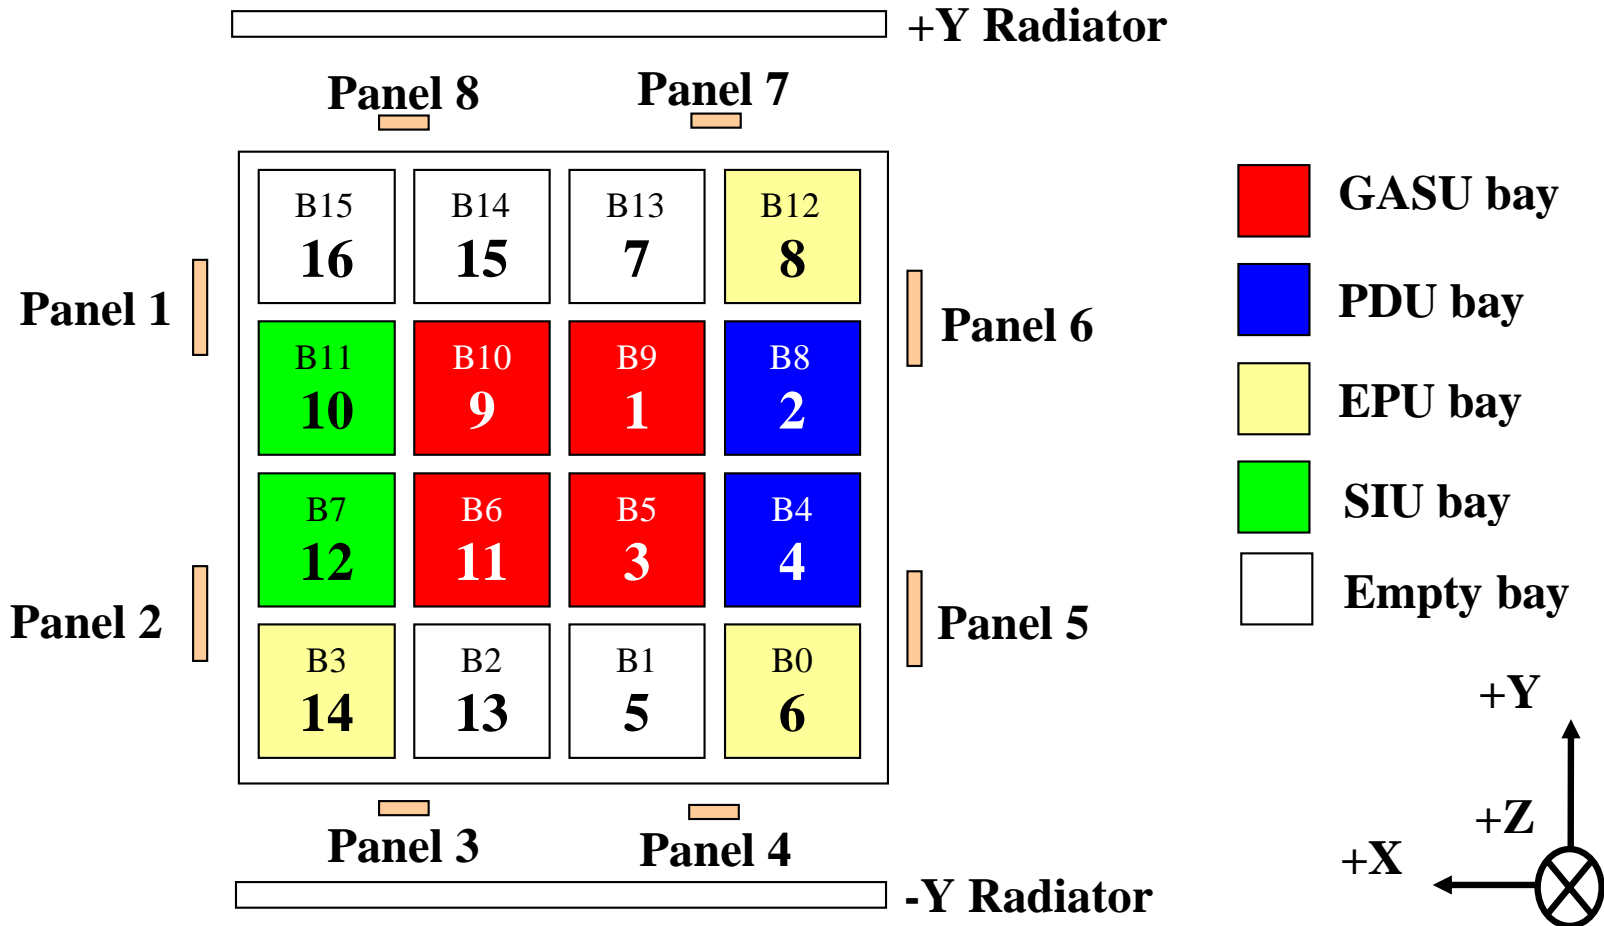 +Y Radiator
Panel 8
Panel 7
B15
16
B14
15
B13
7
B12
8
Panel 1
Panel 6
B11
10
B10
9
B9
1
B8
2
B7
12
B6
11
B5
3
B4
4
Panel 2
Panel 5
B3
14
B2
13
B1
5
B0
6
Panel 3
Panel 4
-Y Radiator
GASU bay
PDU bay
EPU bay
SIU bay
Empty bay
+Y
+Z
+X